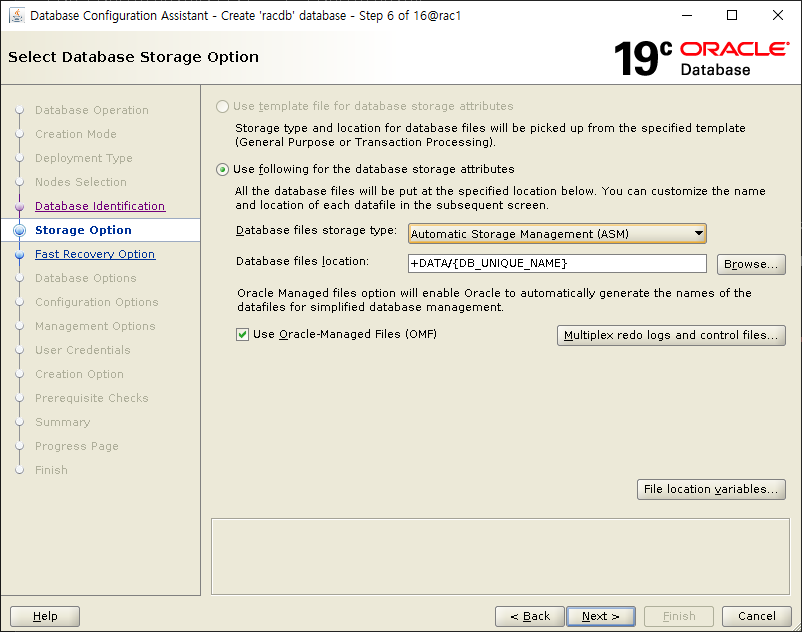 Database Configuration Assistant - Create 'racdb' database - Step 6 of 16@rac1
Select Database Storage Option
19c ORACLE
Database
Database Operation
Creation Mode
Deployment Type
Nodes Selection
Database Identification
Storage Option
Fast Recovery Option
Database Options
Configuration Options
Management Options
User Credentials
Creation Option
Prerequisite Checks
Summary
Progress Page
Finish
Use template file for database storage attributes
Storage type and location for database files will be picked up from the specified template
(General Purpose or Transaction Processing).
Use following for the database storage attributes
All the database files will be put at the specified location below. You can customize the name
and location of each datafile in the subsequent screen.
Database files storage type: Automatic Storage Management (ASM)
Database files location: +DATA/{DB_UNIQUE_NAME} Browse...
Oracle Managed files option will enable Oracle to automatically generate the names of the
datafiles for simplified database management.
Use Oracle-Managed Files (OMF) Multiplex redo logs and control files...
File location variables...
Help < Back Next > Finish Cancel